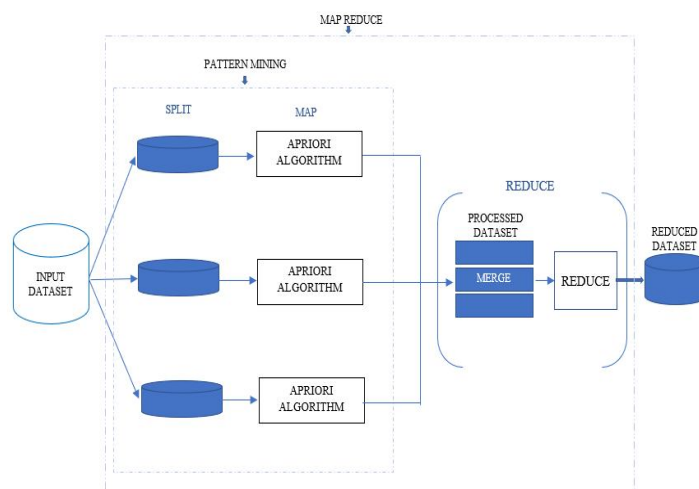 MAP REDUCE
PATTERN MINING
SPLIT
MAP
APRIORI
ALGORITHM
REDUCE
PROCESSED
DATASET
REDUCED
DATASET
INPUT
DATASET
APRIORI
ALGORITHM
MERGE
REDUCE
APRIORI
ALGORITHM